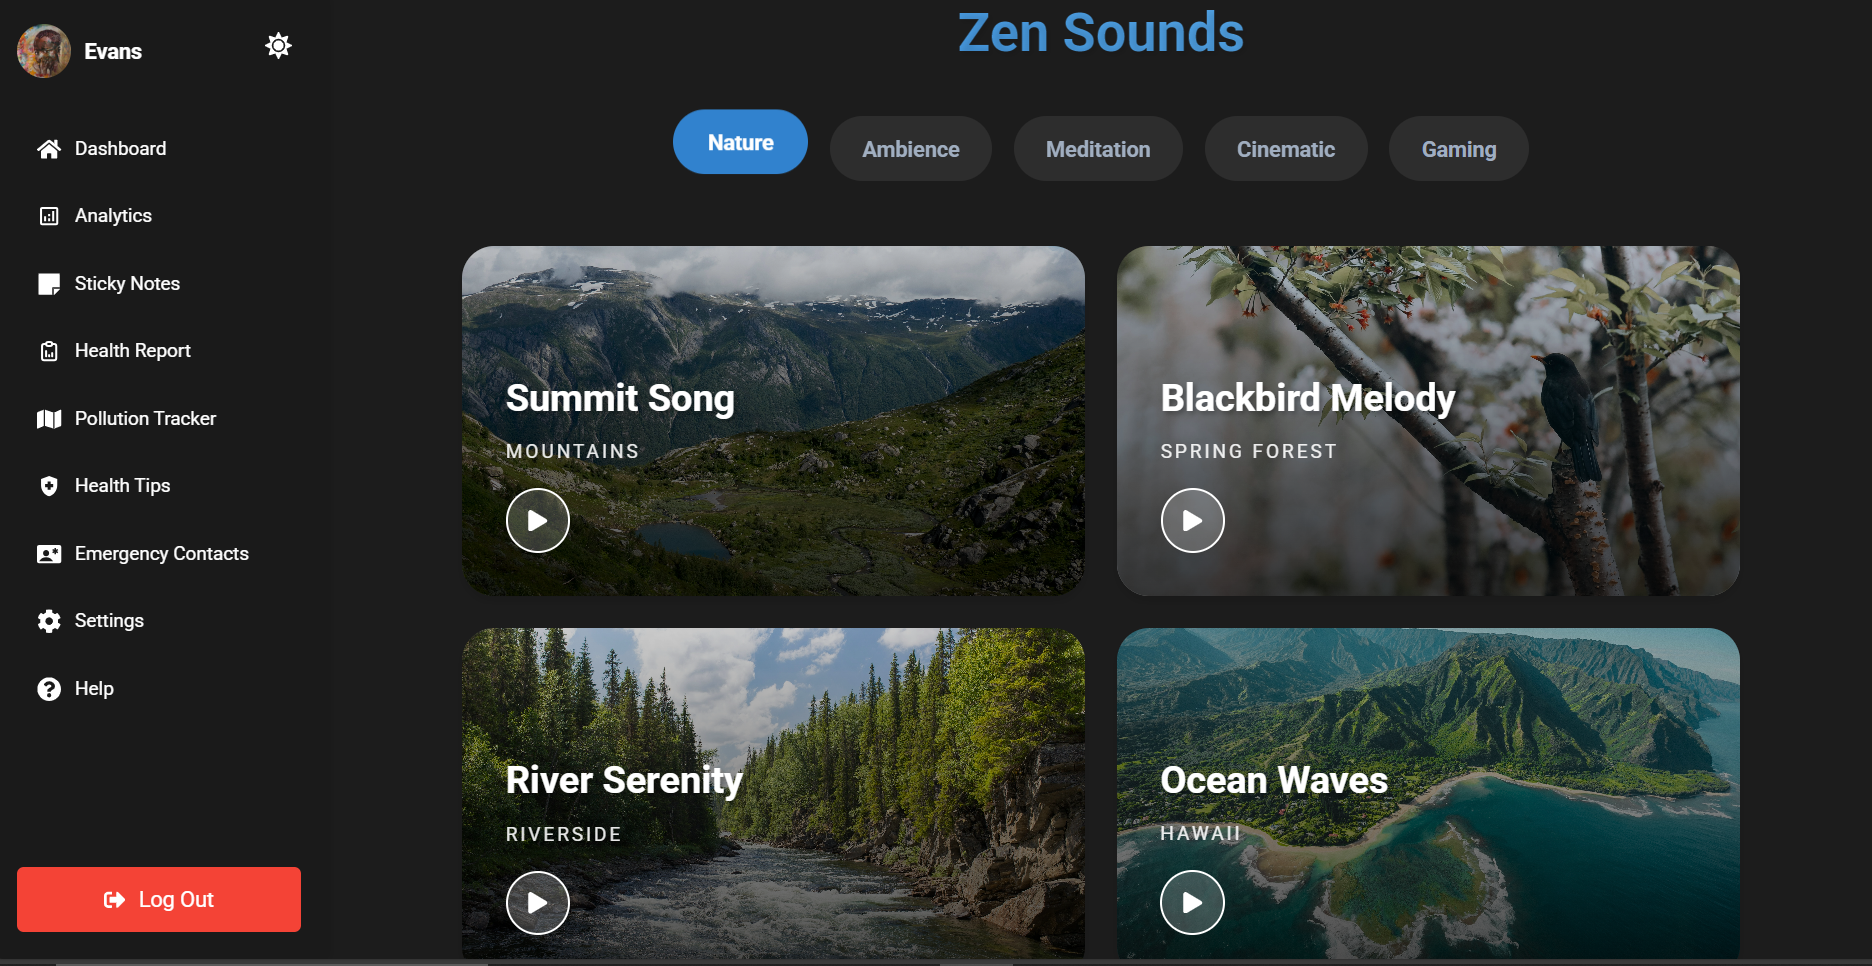 Evans
Dashboard
Analytics
Sticky Notes
Health Report
Pollution Tracker
Health Tips
Emergency Contacts
Settings
Help
Log Out
Zen Sounds
Nature
Ambience
Meditation
Cinematic
Gaming
Summit Song
MOUNTAINS
Blackbird Melody
SPRING FOREST
River Serenity
RIVERSIDE
Ocean Waves
HAWAII